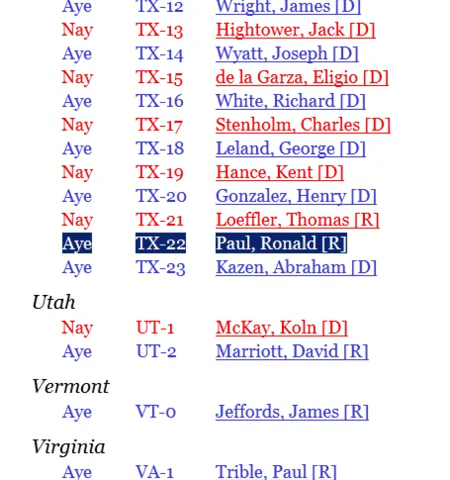 Aye TX-12 Wright, James [D]
Nay TX-13 Hightower, Jack [D]
Aye TX-14 Wyatt, Joseph [D]
Nay TX-15 de la Garza, Eligio [D]
Aye TX-16 White, Richard [D]
Nay TX-17 Stenholm, Charles [D]
Aye TX-18 Leland, George [D]
Nay TX-19 Hance, Kent [D]
Aye TX-20 Gonzalez, Henry [D]
Nay TX-21 Loeffler, Thomas [R]
Aye TX-22 Paul, Ronald [R]
Aye TX-23 Kazen, Abraham [D]
Utah
Nay UT-1 McKay, Koln [D]
Aye UT-2 Marriott, David [R]
Vermont
Aye VT-0 Jeffords, James [R]
Virginia
Aye VA-1 Trible, Paul [R]